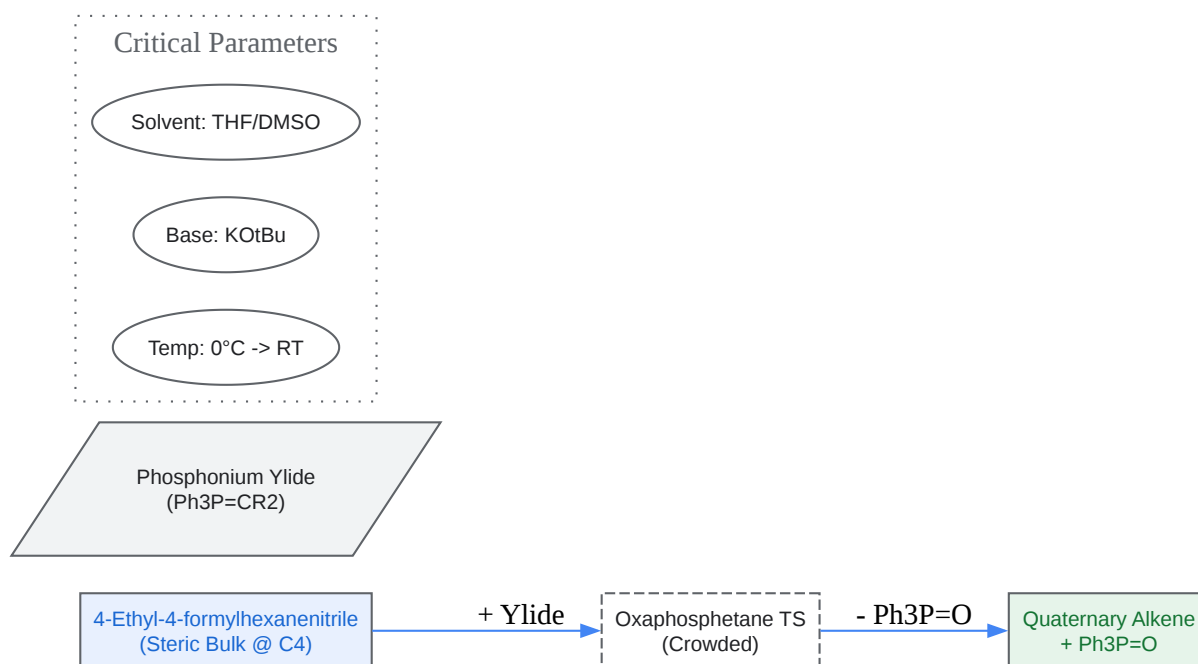 Critical Parameters
Solvent: THF/DMSO
Base: KOtBu
Temp: 0°C -> RT
Phosphonium Ylide
(Ph3P=CR2)
4-Ethyl-4-formylhexanenitrile
(Steric Bulk @ C4)
+ Ylide
Oxaphosphetane TS
(Crowded)
- Ph3P=O
Quaternary Alkene
+ Ph3P=O